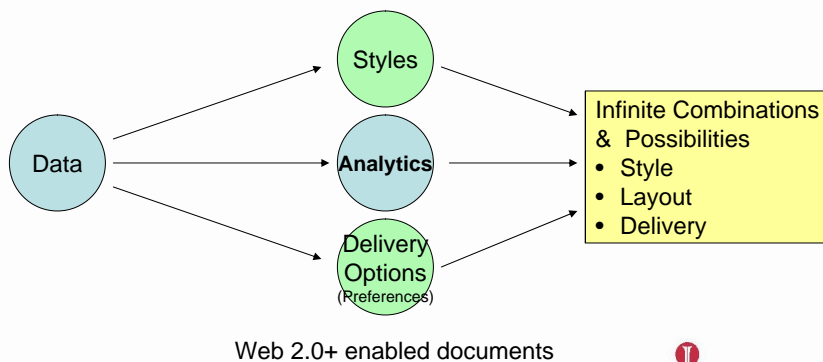 Styles
Data
Analytics
Delivery
Options
(Preferences)
Infinite Combinations
& Possibilities
• Style
• Layout
• Delivery
Web 2.0+ enabled documents